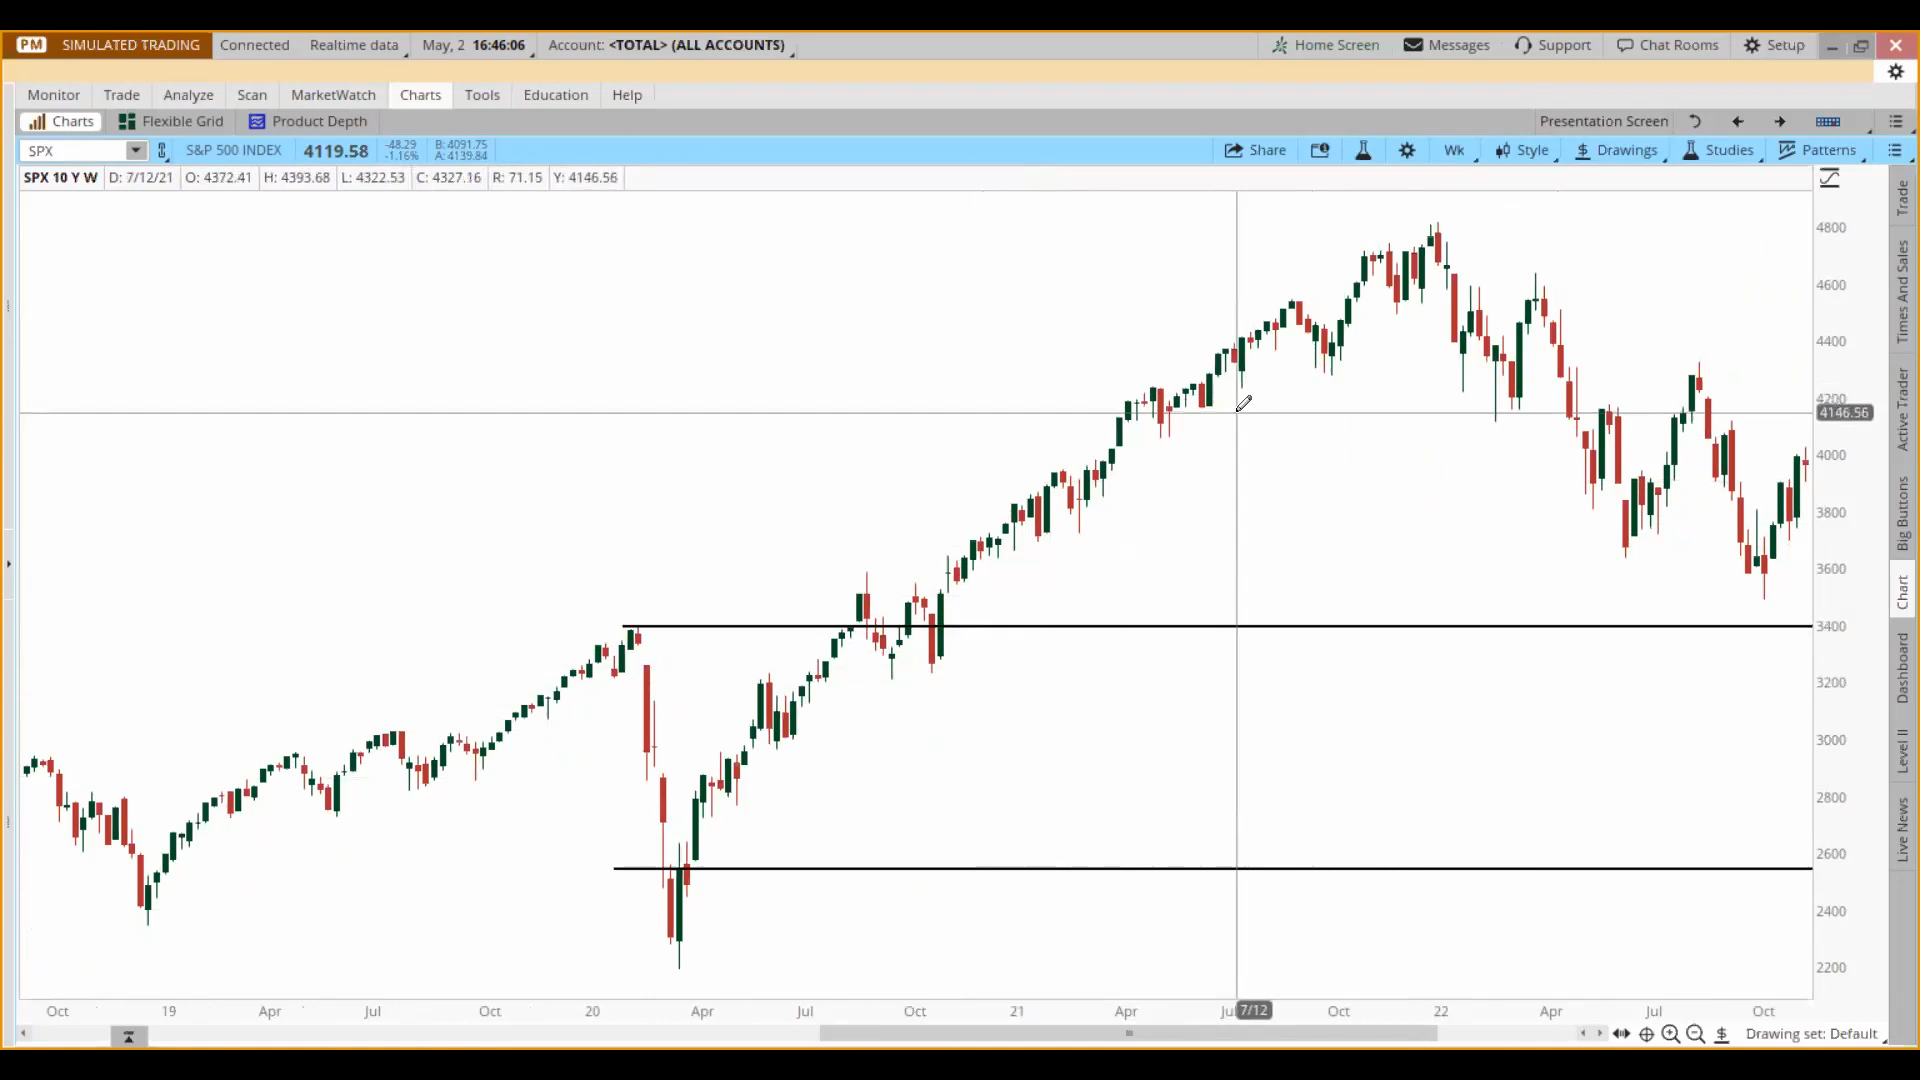 PM SIMULATED TRADING Connected Realtime data May, 2 16:46:06 Account: <TOTAL> (ALL ACCOUNTS) Home Screen Messages Support Chat Rooms Setup
Monitor Trade Analyze Scan MarketWatch Charts Tools Education Help
Charts Flexible Grid Product Depth Presentation Screen
SPX S&P 500 INDEX 4119.58 -48.29 -1.16% B: 4091.75 A: 4139.84 Share Wk Style $ Drawings Studies Patterns
SPX 10 Y W D: 7/12/21 O: 4372.41 H: 4393.68 L: 4322.53 C: 4327.16 R: 71.15 Y: 4146.56
4800
4600
4400
4200
4146.56
4000
3800
3600
3400
3200
3000
2800
2600
2400
2200
Oct 19 Apr Jul Oct 20 Apr Jul Oct 21 Apr Ju 7/12 Oct 22 Apr Jul Oct
$ Drawing set: Default
Trade
Times And Sales
Active Trader
Big Buttons
Chart
Dashboard
Level II
Live News